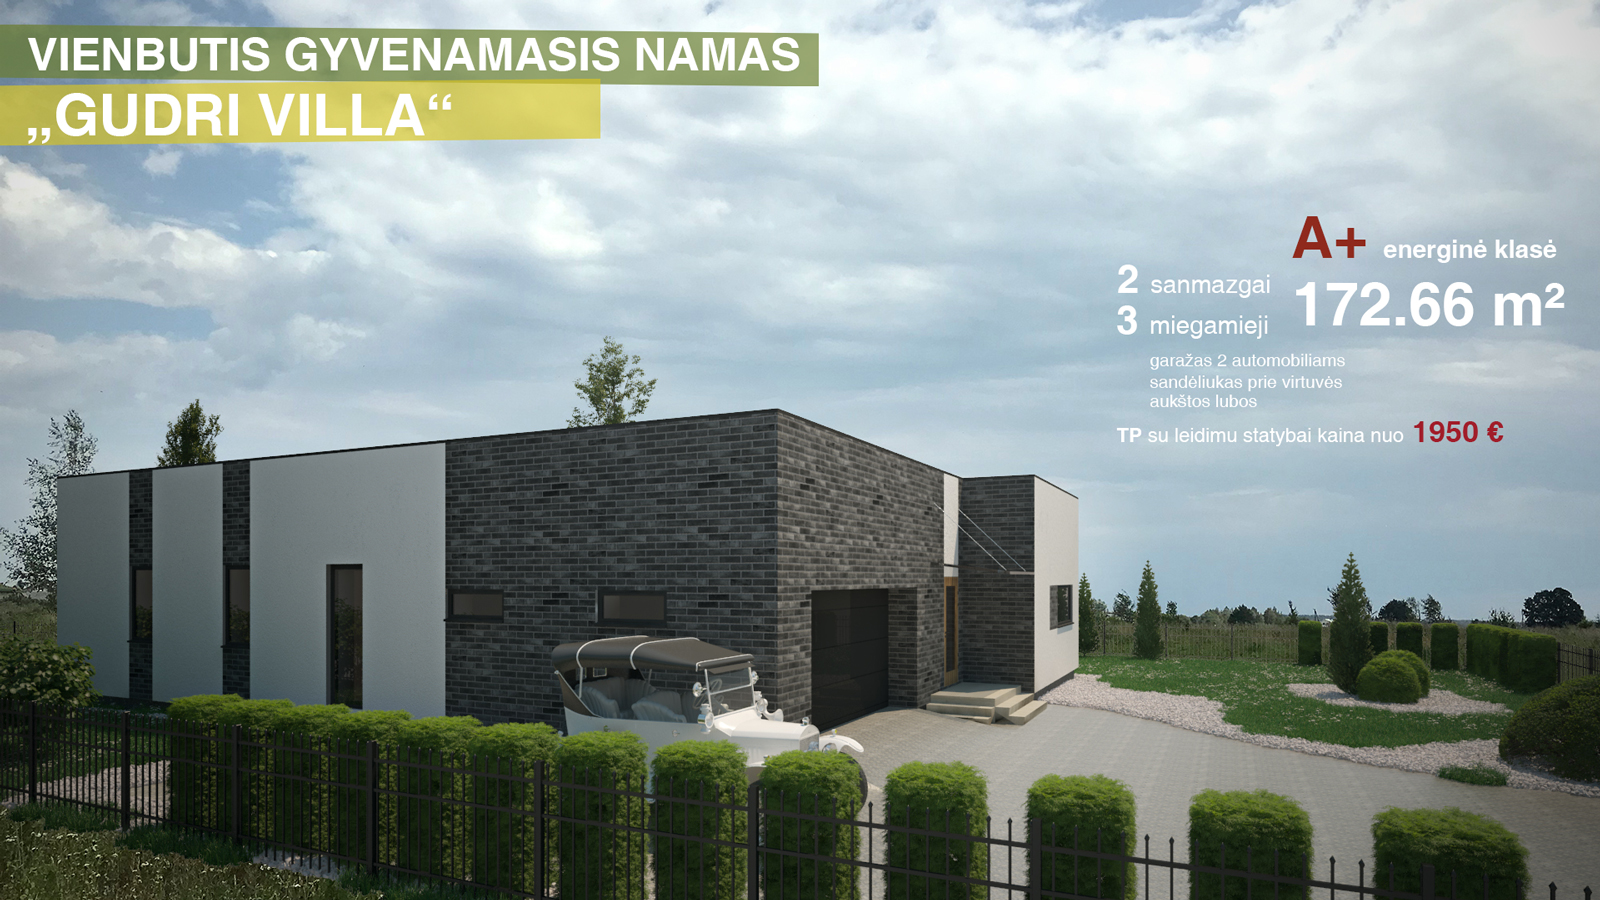 VIENBUTIS GYVENAMASIS NAMAS
„GUDRI VILLA“
A+ energinė klasė
2 sanmazgai
172.66 m²
3 miegamieji
garažas 2 automobiliams
sandėliukas prie virtuvės
aukštos lubos
TP su leidimu statybai kaina nuo 1950 €